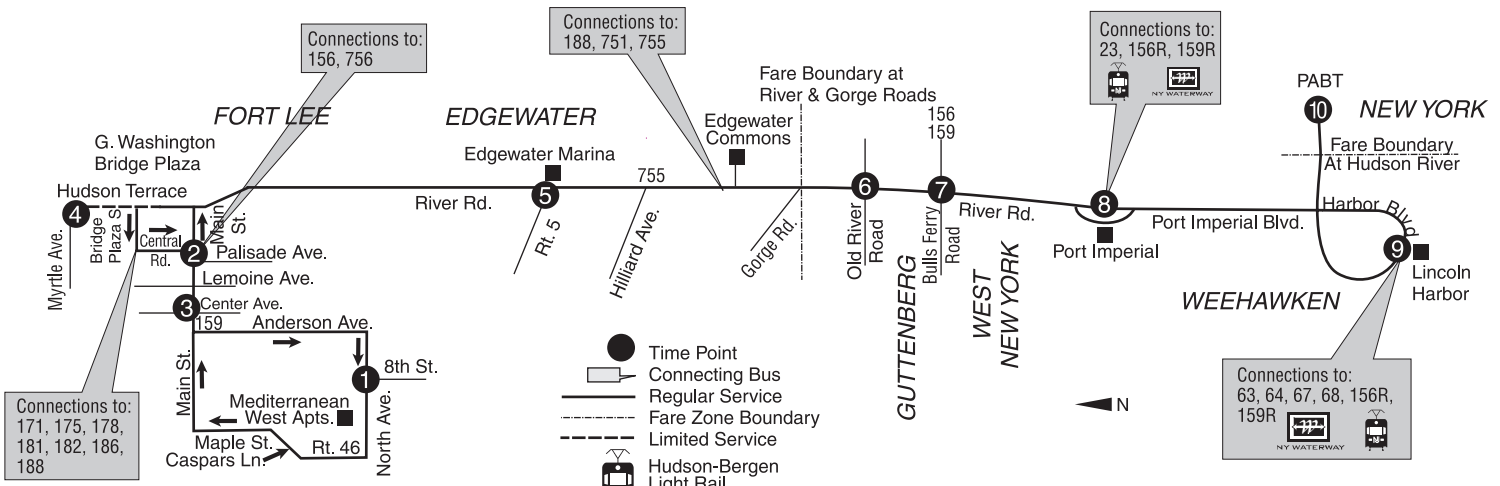 Connections to:
156, 756
Connections to:
188, 751, 755
Connections to:
23, 156R, 159R
NY WATERWAY
PABT
10
NEW YORK
Fare Boundary
At Hudson River
FORT LEE
EDGEWATER
Fare Boundary at
River & Gorge Roads
Edgewater
Commons
156
159
G. Washington
Bridge Plaza
Edgewater Marina
755
Hudson Terrace
4
Myrtle Ave.
Bridge
Plaza S
Central
Rd.
Main
St.
2
Palisade Ave.
Lemoine Ave.
3
Center Ave.
159
Anderson Ave.
River Rd.
5
Rt. 5
Hilliard Ave.
Gorge Rd.
6
Old River
Road
7
Bulls Ferry
Road
River Rd.
8
Port Imperial
Port Imperial Blvd.
Harbor Blvd
9
Lincoln
Harbor
GUTTENBERG
WEST
NEW YORK
WEEHAWKEN
1
8th St.
Main St.
Mediterranean
West Apts.
Maple St.
Caspars Ln.
Rt. 46
North Ave.
Connections to:
171, 175, 178,
181, 182, 186,
188
Time Point
Connecting Bus
Regular Service
Fare Zone Boundary
Limited Service
Hudson-Bergen
Light Rail
N
Connections to:
63, 64, 67, 68, 156R,
159R
NY WATERWAY